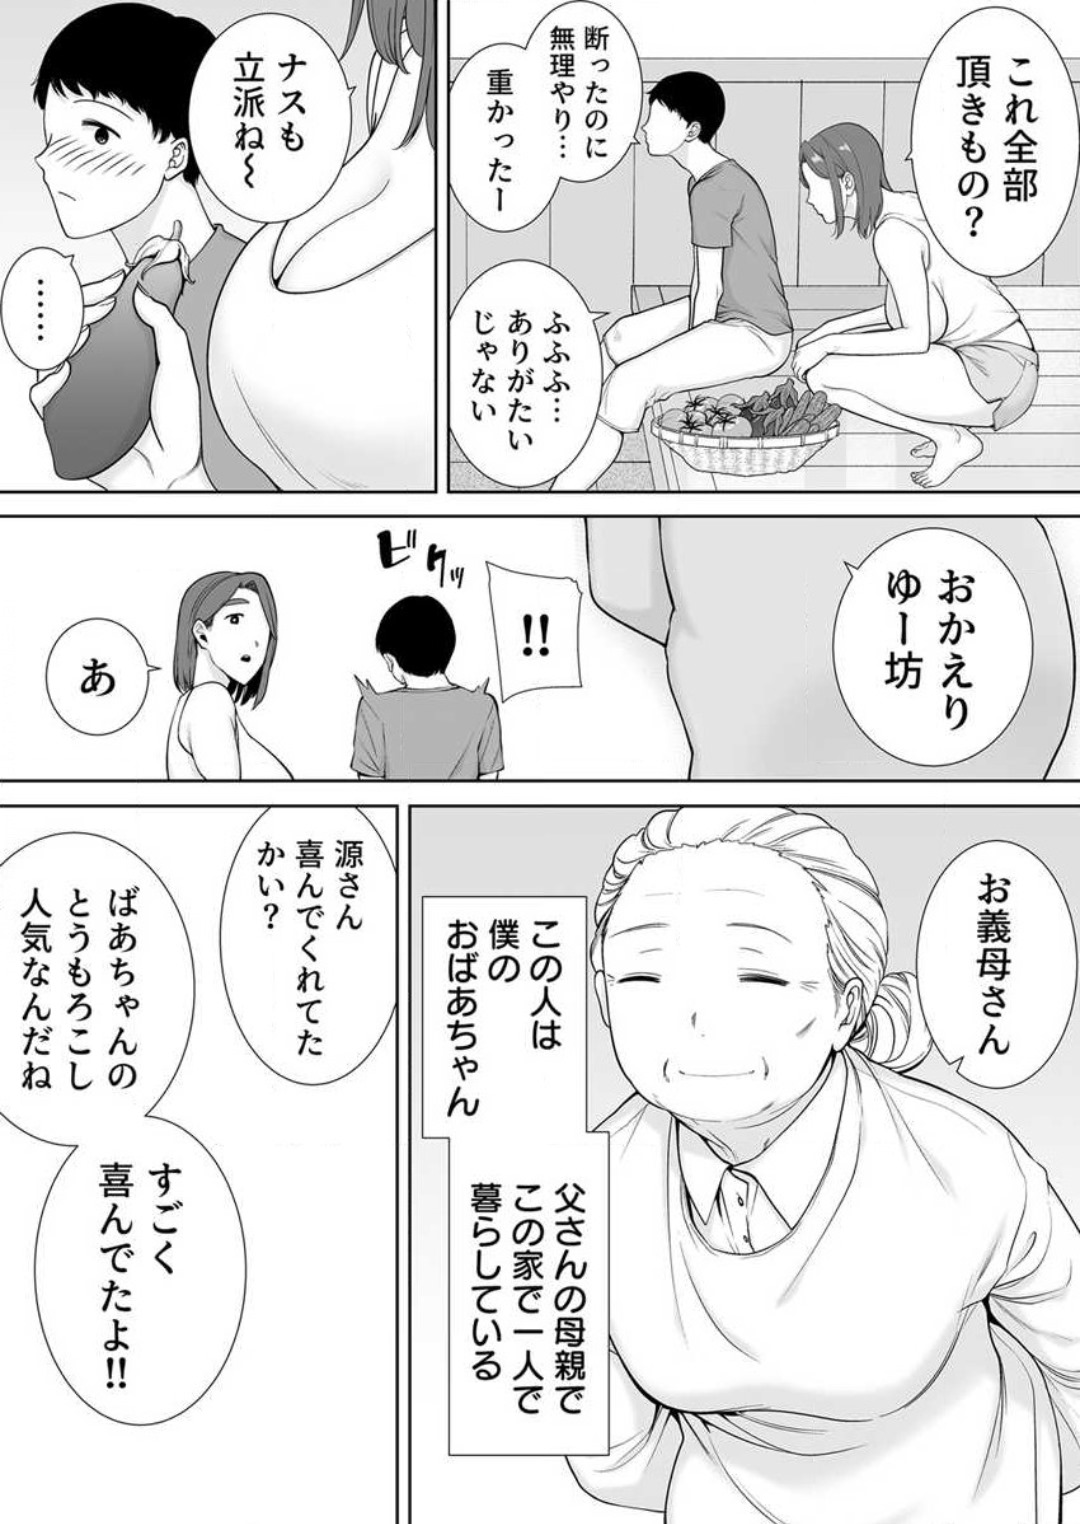 これ全部
頂きもの？
断ったのに
無理やり…
重かったー
ふふふ…
ありがたい
じゃない
ナスも
立派ね～
……
おかえり
ゆー坊
!!
ビクッ
あ
お義母さん
この人は
僕の
おばあちゃん
父さんの母親で
この家で一人で
暮らしている
源さん
喜んでくれてた
かい？
ばあちゃんの
とうもろこし
人気なんだね
すごく
喜んでたよ!!